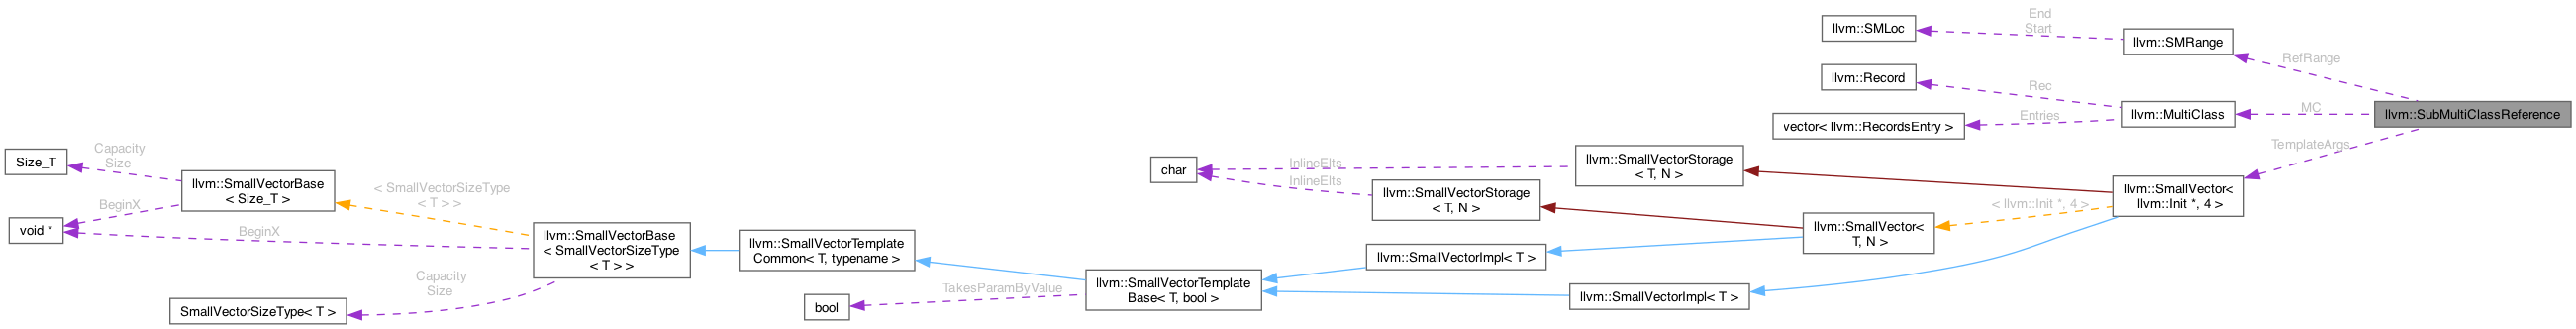 llvm::SMLoc
End
Start
llvm::SMRange
RefRange
llvm::Record
Rec
llvm::MultiClass
MC
llvm::SubMultiClassReference
vector< llvm::RecordsEntry >
Entries
TemplateArgs
Size_T
Capacity
Size
llvm::SmallVectorBase
< Size_T >
< SmallVectorSizeType
< T > >
void *
BeginX
BeginX
llvm::SmallVectorBase
< SmallVectorSizeType
< T > >
Capacity
Size
SmallVectorSizeType< T >
llvm::SmallVectorTemplate
Common< T, typename >
bool
TakesParamByValue
llvm::SmallVectorTemplate
Base< T, bool >
char
InlineElts
InlineElts
llvm::SmallVectorStorage
< T, N >
llvm::SmallVectorStorage
< T, N >
llvm::SmallVectorImpl< T >
llvm::SmallVectorImpl< T >
llvm::SmallVector<
T, N >
< llvm::Init *, 4 >
llvm::SmallVector<
llvm::Init *, 4 >